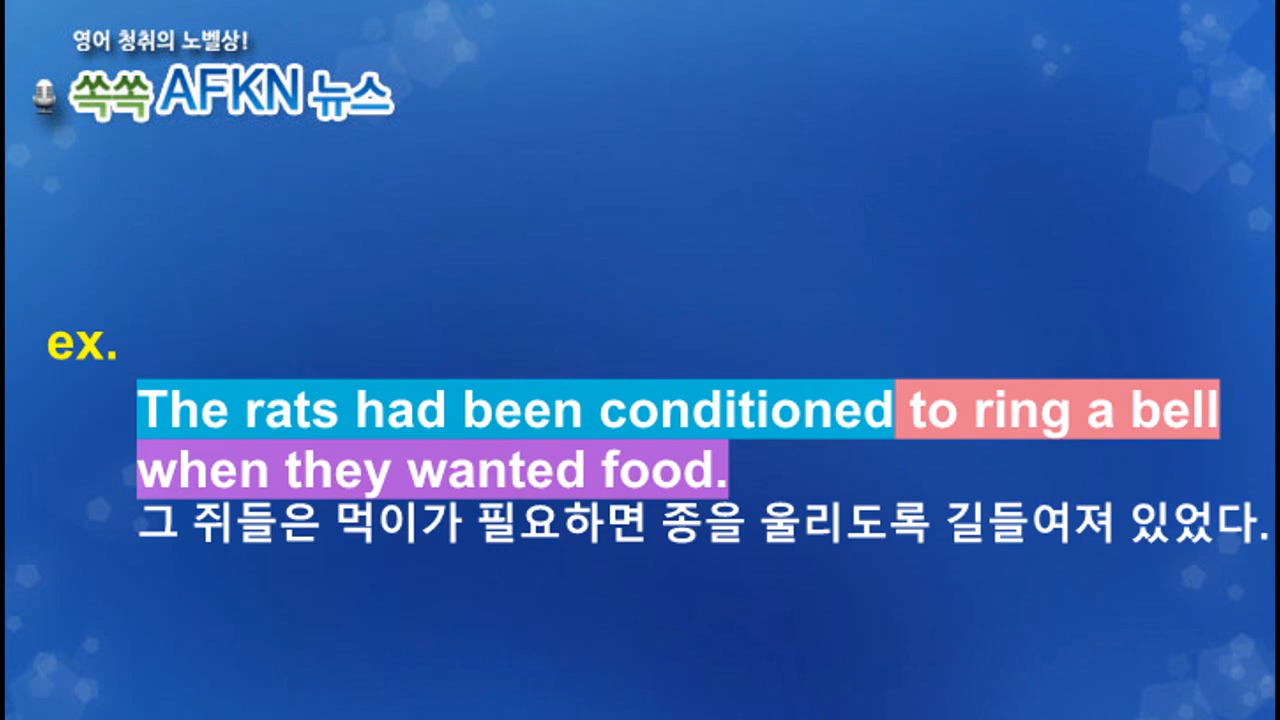 영어 청취의 노벨상!
쏙쏙 AFKN 뉴스
ex.
The rats had been conditioned to ring a bell
when they wanted food.
그 쥐들은 먹이가 필요하면 종을 울리도록 길들여져 있었다.